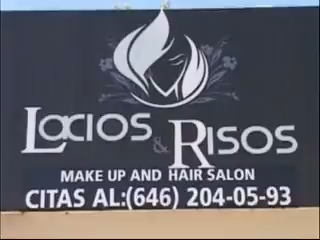 LACIOS & RISOS
MAKE UP AND HAIR SALON
CITAS AL:(646) 204-05-93